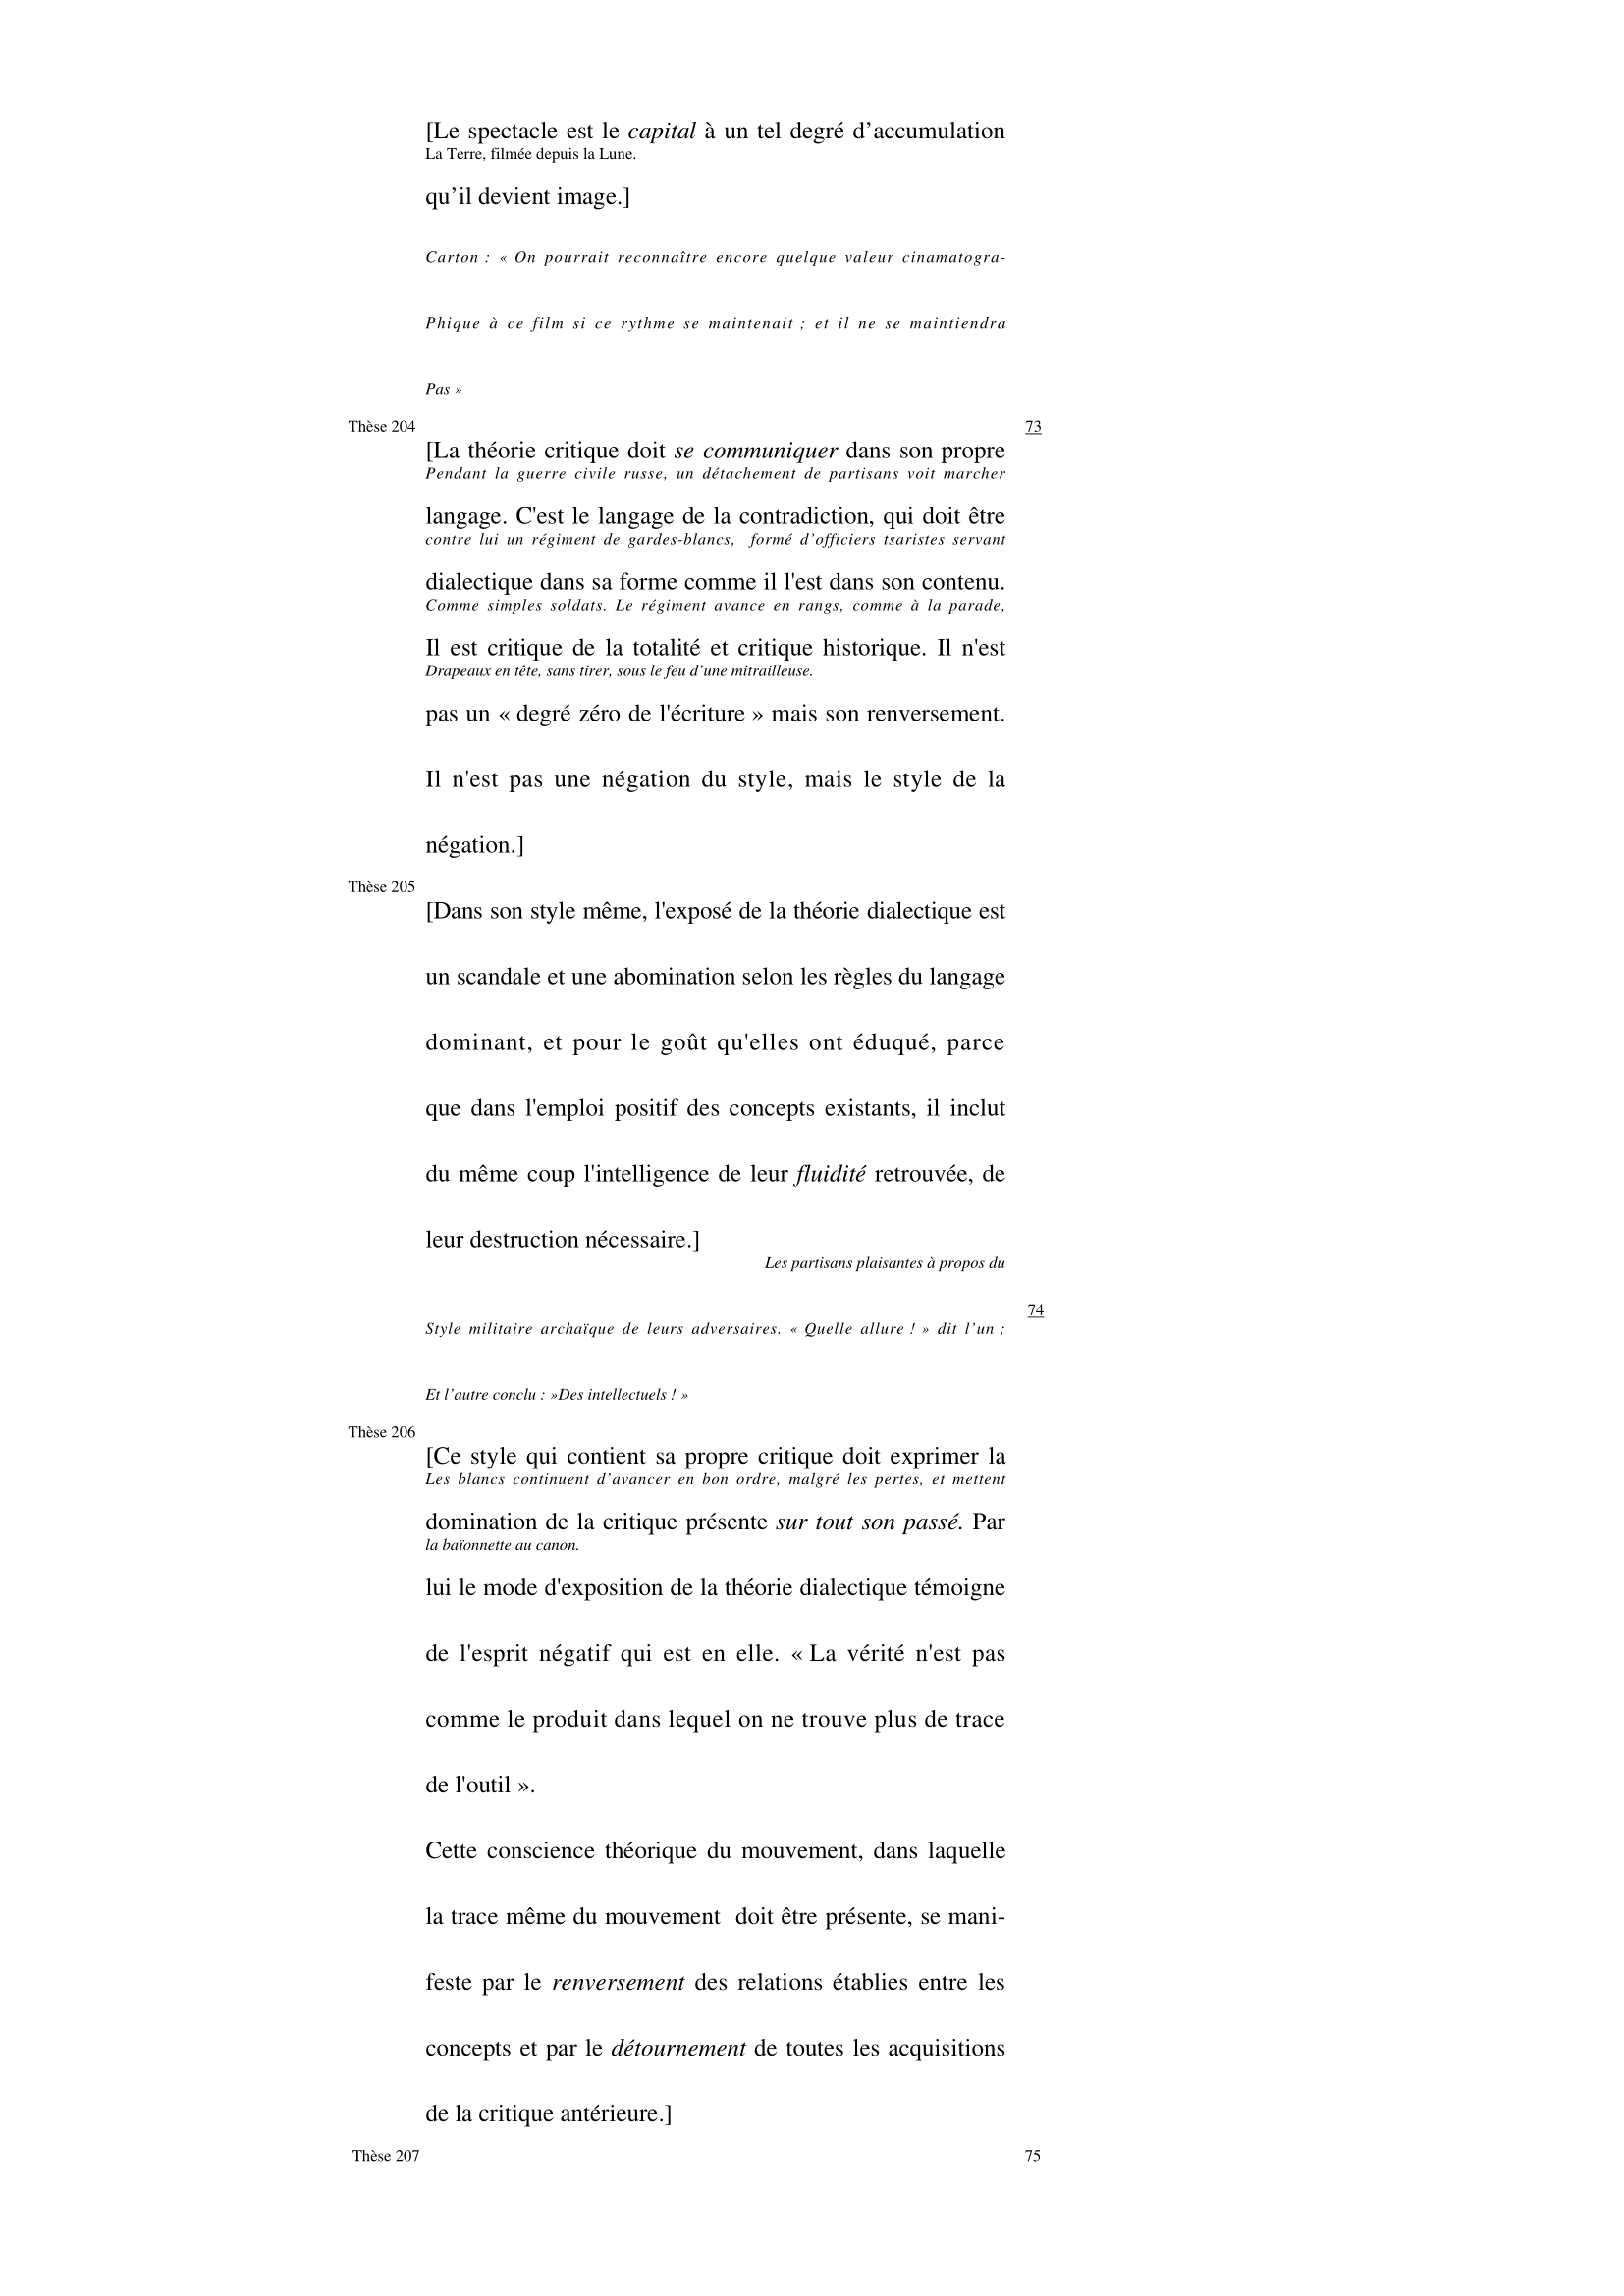 [Le spectacle est le capital à un tel degré d’accumulation
La Terre, filmée depuis la Lune.
qu’il devient image.]
Carton : « On pourrait reconnaître encore quelque valeur cinamatogra-
Phique à ce film si ce rythme se maintenait ; et il ne se maintiendra
Pas »
Thèse 204
73
[La théorie critique doit se communiquer dans son propre
Pendant la guerre civile russe, un détachement de partisans voit marcher
langage. C'est le langage de la contradiction, qui doit être
contre lui un régiment de gardes-blancs,  formé d’officiers tsaristes servant
dialectique dans sa forme comme il l'est dans son contenu.
Comme simples soldats. Le régiment avance en rangs, comme à la parade,
Il est critique de la totalité et critique historique. Il n'est
Drapeaux en tête, sans tirer, sous le feu d’une mitrailleuse.
pas un « degré zéro de l'écriture » mais son renversement.
Il n'est pas une négation du style, mais le style de la
négation.]
Thèse 205
[Dans son style même, l'exposé de la théorie dialectique est
un scandale et une abomination selon les règles du langage
dominant, et pour le goût qu'elles ont éduqué, parce
que dans l'emploi positif des concepts existants, il inclut
du même coup l'intelligence de leur fluidité retrouvée, de
leur destruction nécessaire.]
Les partisans plaisantes à propos du
74
Style militaire archaïque de leurs adversaires. « Quelle allure ! » dit l’un ;
Et l’autre conclu : »Des intellectuels ! »
Thèse 206
[Ce style qui contient sa propre critique doit exprimer la
Les blancs continuent d’avancer en bon ordre, malgré les pertes, et mettent
domination de la critique présente sur tout son passé. Par
la baïonnette au canon.
lui le mode d'exposition de la théorie dialectique témoigne
de l'esprit négatif qui est en elle. « La vérité n'est pas
comme le produit dans lequel on ne trouve plus de trace
de l'outil ».
Cette conscience théorique du mouvement, dans laquelle
la trace même du mouvement  doit être présente, se mani-
feste par le renversement des relations établies entre les
concepts et par le détournement de toutes les acquisitions
de la critique antérieure.]
Thèse 207
75